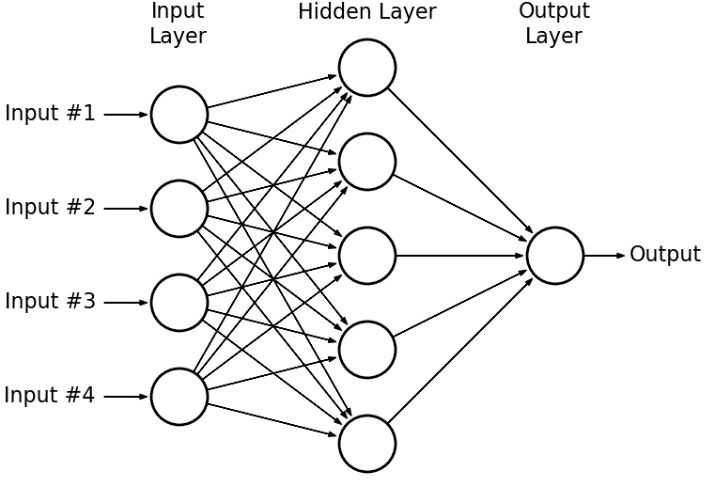 Input
Layer
Hidden Layer
Output
Layer
Input #1
Input #2
Input #3
Input #4
Output